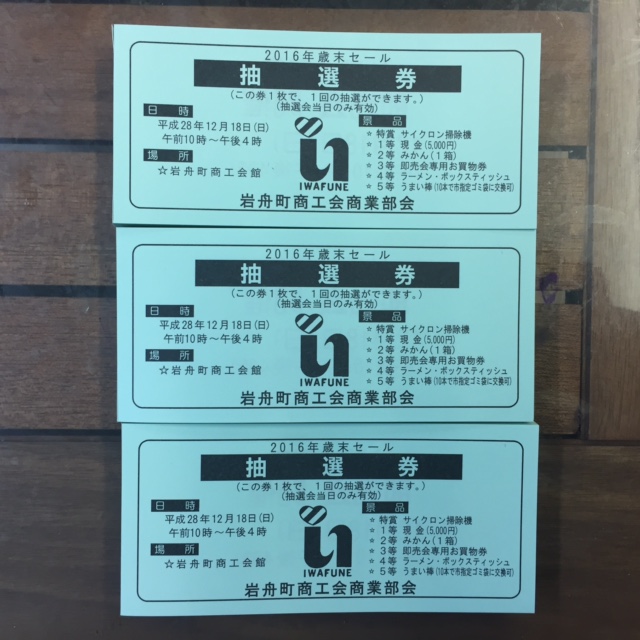 2016年歳末セール
抽選券
(この券1枚で、1回の抽選ができます。)
(抽選会当日のみ有効)
日時
平成28年12月18日(日)
午前10時～午後4時
場所
☆岩舟町商工会館
IWAFUNE
景品
☆特賞 サイクロン掃除機
☆1等 現金(5,000円)
☆2等 みかん(1箱)
☆3等 即売会専用お買物券
☆4等 ラーメン・ボックスティッシュ
☆5等 うまい棒(10本で市指定ゴミ袋に交換可)
岩舟町商工会商業部会
2016年歳末セール
抽選券
(この券1枚で、1回の抽選ができます。)
(抽選会当日のみ有効)
日時
平成28年12月18日(日)
午前10時～午後4時
場所
☆岩舟町商工会館
IWAFUNE
景品
☆特賞 サイクロン掃除機
☆1等 現金(5,000円)
☆2等 みかん(1箱)
☆3等 即売会専用お買物券
☆4等 ラーメン・ボックスティッシュ
☆5等 うまい棒(10本で市指定ゴミ袋に交換可)
岩舟町商工会商業部会
2016年歳末セール
抽選券
(この券1枚で、1回の抽選ができます。)
(抽選会当日のみ有効)
日時
平成28年12月18日(日)
午前10時～午後4時
場所
☆岩舟町商工会館
IWAFUNE
景品
☆特賞 サイクロン掃除機
☆1等 現金(5,000円)
☆2等 みかん(1箱)
☆3等 即売会専用お買物券
☆4等 ラーメン・ボックスティッシュ
☆5等 うまい棒(10本で市指定ゴミ袋に交換可)
岩舟町商工会商業部会